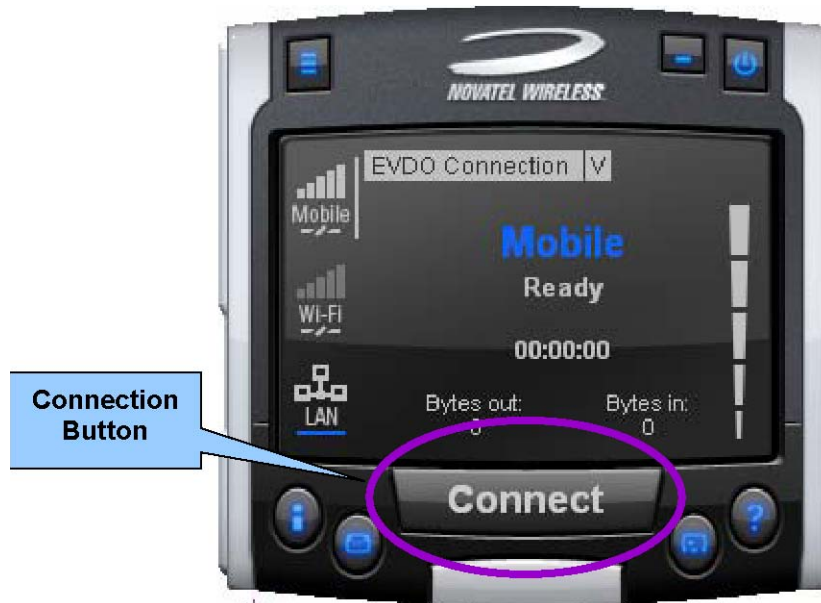 NOVATEL WIRELESS
EVDO Connection V
Mobile
Mobile
Ready
Wi-Fi
00:00:00
LAN
Bytes out:
0
Bytes in:
0
Connection
Button
Connect
i
?